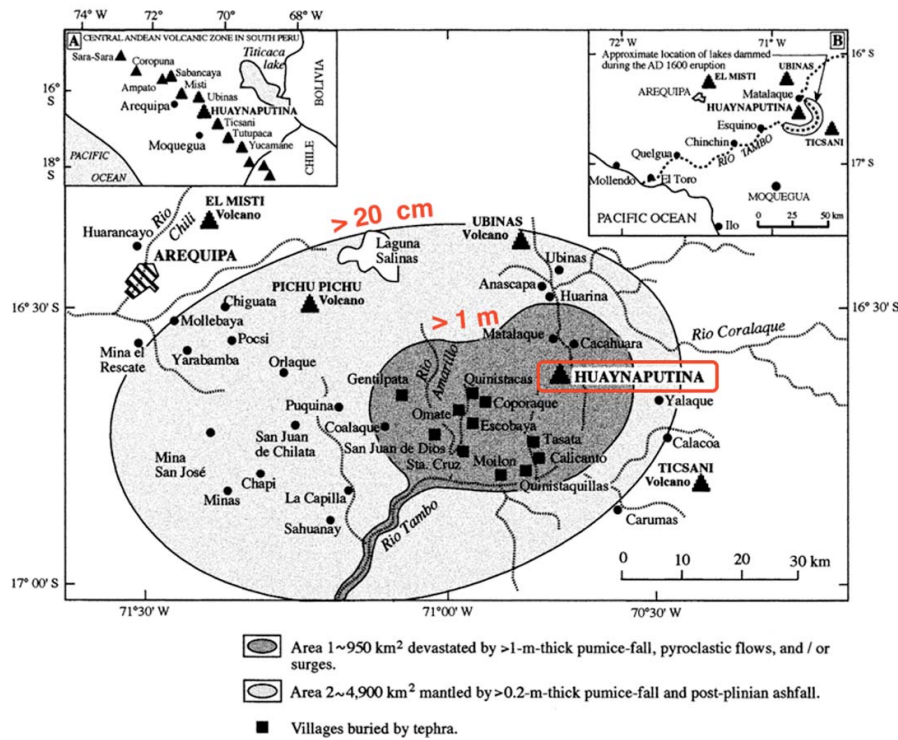 74° W
72°
70°
68° W
A
CENTRAL ANDEAN VOLCANIC ZONE IN SOUTH PERU
Sara-Sara
Coropuna
Titicaca
lake
Sabancaya
Ampato
Misti
Ubinas
HUAYNAPUTINA
Arequipa
Ticsani
Tutupaca
Yucamane
Moquegua
BOLIVIA
CHILE
PACIFIC
OCEAN
16°
S
18°
S
72° W
71° W
B
Approximate location of lakes dammed
during the AD 1600 eruption
UBINAS
EL MISTI
AREQUIPA
Matalaque
HUAYNAPUTINA
Esquino
Chinchin
RIO TAMBO
TICSANI
Quelgua
Mollendo
El Toro
MOQUEGUA
PACIFIC OCEAN
Ilo
0 25 50 km
16° S
17° S
EL MISTI
Volcano
Rio
Chili
Huarancayo
AREQUIPA
> 20 cm
Laguna
Salinas
UBINAS
Volcano
Ubinas
Anascapa
Huarina
PICHU PICHU
Volcano
Chiguata
16° 30' S
16° 30' S
Mollebaya
Pocsi
Mina el
Rescate
Yarabamba
Orlaque
> 1 m
Matalaque
Cacahuara
Rio Coralaque
Rio
Amarillo
HUAYNAPUTINA
Gentilpata
Quinistacas
Coporaque
Yalaque
Puquina
Omate
Escobaya
Coalaque
San Juan
de Chilata
San Juan de Dios
Tasata
Calacoa
Sta. Cruz
Moilon
Calicanto
Mina
San José
Chapi
TICSANI
Volcano
Minas
La Capilla
Quinistaquillas
Sahuanay
Rio Tambo
Carumas
0 10 20 30 km
17° 00' S
17° 00' S
71°30' W
71°00' W
70°30' W
Area 1~950 km² devastated by >1-m-thick pumice-fall, pyroclastic flows, and / or
surges.
Area 2~4,900 km² mantled by >0.2-m-thick pumice-fall and post-plinian ashfall.
Villages buried by tephra.